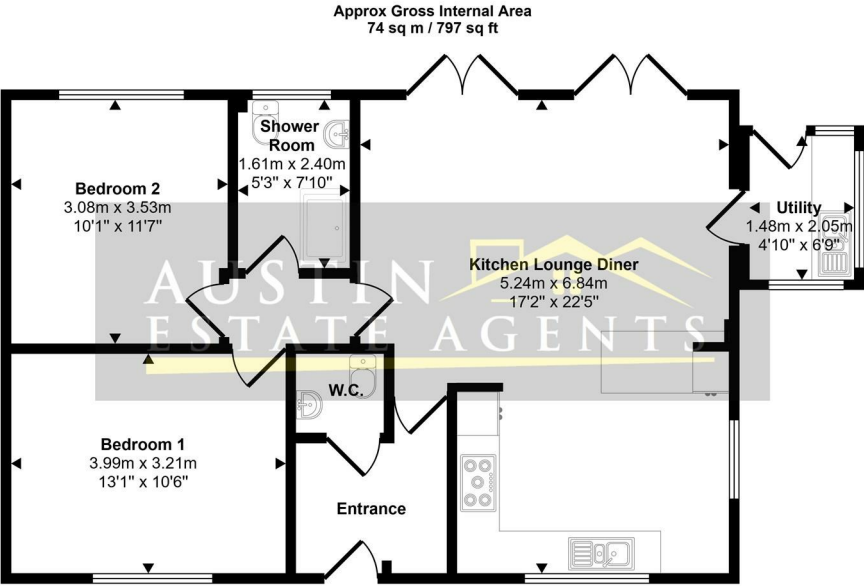 Approx Gross Internal Area
74 sq m / 797 sq ft
Shower
Room
1.61m x 2.40m
5'3" x 7'10"
Bedroom 2
3.08m x 3.53m
10'1" x 11'7"
Utility
1.48m x 2.05m
4'10" x 6'9"
Kitchen Lounge Diner
5.24m x 6.84m
17'2" x 22'5"
AUSTIN
ESTATE AGENTS
W.C.
Bedroom 1
3.99m x 3.21m
13'1" x 10'6"
Entrance